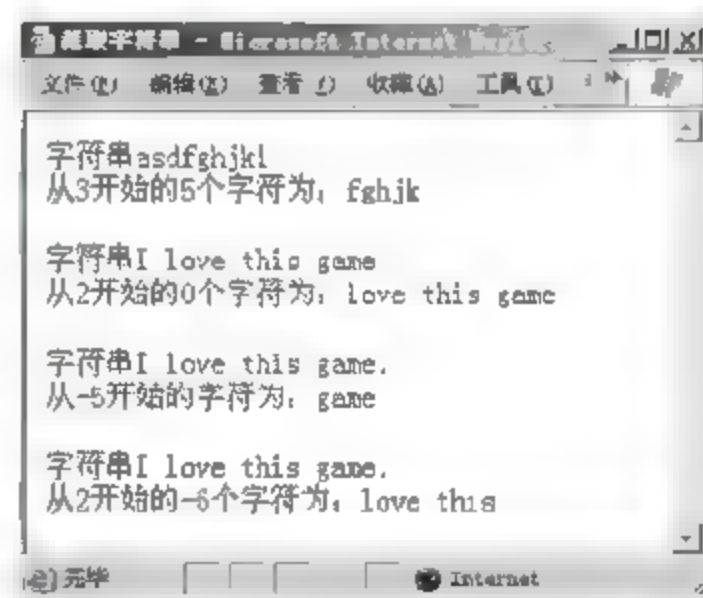 截取字符串 - Microsoft Internet
文件(F) 编辑(E) 查看 收藏(A) 工具(T)
字符串asdfghjkl
从3开始的5个字符为：fghjk
字符串I love this game
从2开始的0个字符为：love this game
字符串I love this game.
从-5开始的字符为：game
字符串I love this game.
从2开始的-6个字符为：love this
完毕 Internet